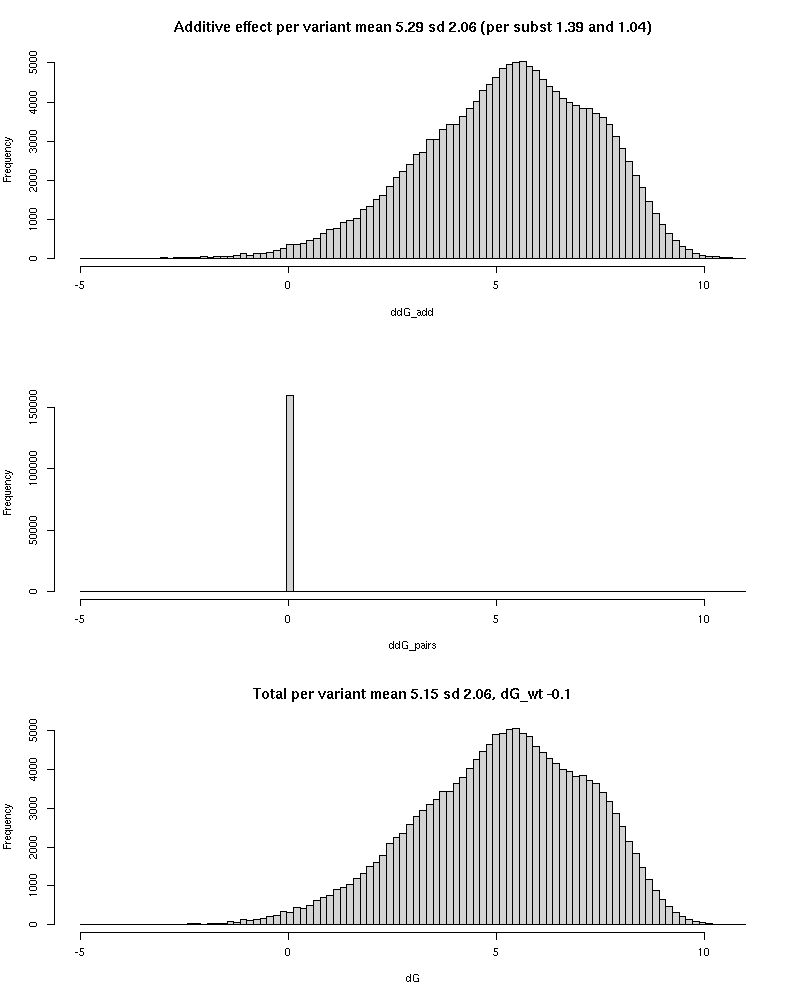 Additive effect per variant mean 5.29 sd 2.06 (per subst 1.39 and 1.04)
5000
4000
3000
2000
1000
0
Frequency
-5 0 5 10
ddG_add
150000
100000
50000
0
Frequency
-5 0 5 10
ddG_pairs
Total per variant mean 5.15 sd 2.06, dG_wt -0.1
5000
4000
3000
2000
1000
0
Frequency
-5 0 5 10
dG